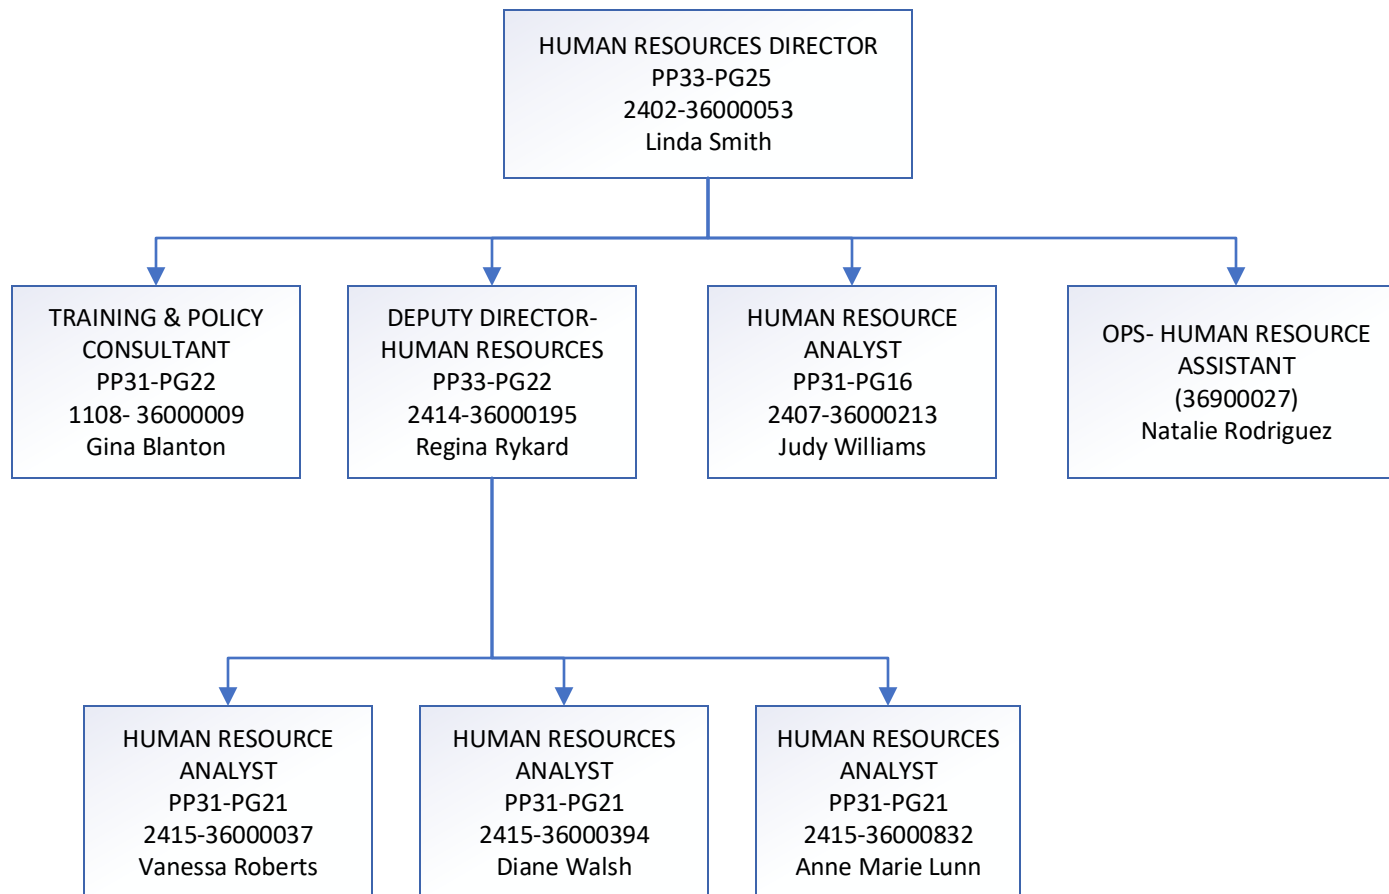 HUMAN RESOURCES DIRECTOR
PP33-PG25
2402-36000053
Linda Smith
TRAINING & POLICY
CONSULTANT
PP31-PG22
1108- 36000009
Gina Blanton
DEPUTY DIRECTOR-
HUMAN RESOURCES
PP33-PG22
2414-36000195
Regina Rykard
HUMAN RESOURCE
ANALYST
PP31-PG16
2407-36000213
Judy Williams
OPS- HUMAN RESOURCE
ASSISTANT
(36900027)
Natalie Rodriguez
HUMAN RESOURCE
ANALYST
PP31-PG21
2415-36000037
Vanessa Roberts
HUMAN RESOURCES
ANALYST
PP31-PG21
2415-36000394
Diane Walsh
HUMAN RESOURCES
ANALYST
PP31-PG21
2415-36000832
Anne Marie Lunn